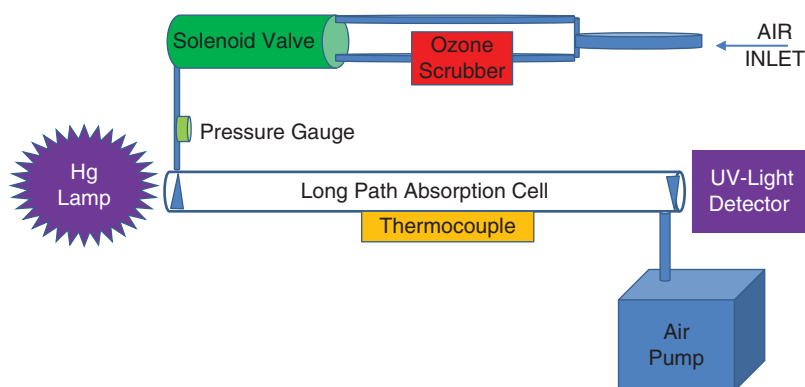 Solenoid Valve
Ozone
Scrubber
AIR
INLET
Pressure Gauge
Hg
Lamp
Long Path Absorption Cell
UV-Light
Detector
Thermocouple
Air
Pump